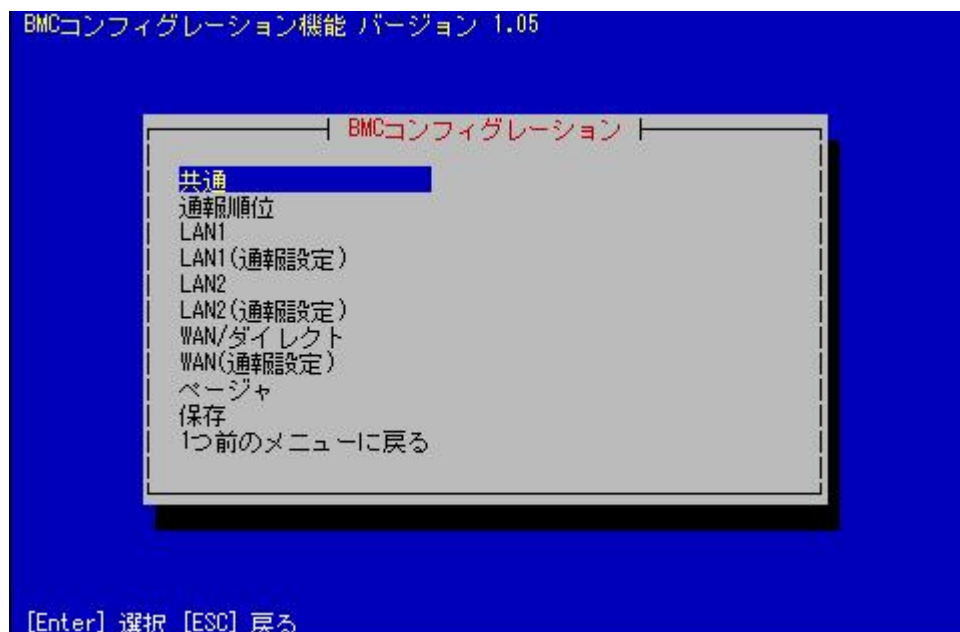 BMCコンフィグレーション機能 バージョン 1.05
BMCコンフィグレーション
共通
通報順位
LAN1
LAN1(通報設定)
LAN2
LAN2(通報設定)
WAN/ダイレクト
WAN(通報設定)
ページャ
保存
1つ前のメニューに戻る
[Enter] 選択 [ESC] 戻る